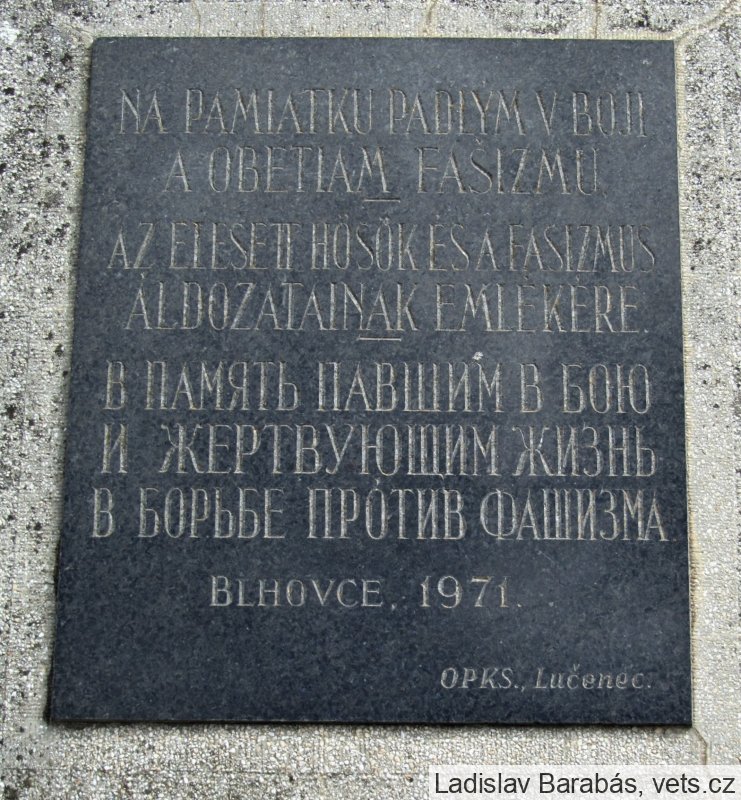 NA PAMIATKU PADLÝM V BOJI
A OBETIAM FAŠIZMU.
AZ ELESETT HŐSÖK ÉS A FASIZMUS
ÁLDOZATAINAK EMLÉKÉRE.
В ПАМЯТЬ ПАВШИМ В БОЮ
И ЖЕРТВУЮЩИМ ЖИЗНЬ
В БОРЬБЕ ПРОТИВ ФАШИЗМА.
BLHOVCE, 1971.
OPKS., Lučenec.
Ladislav Barabás, vets.cz